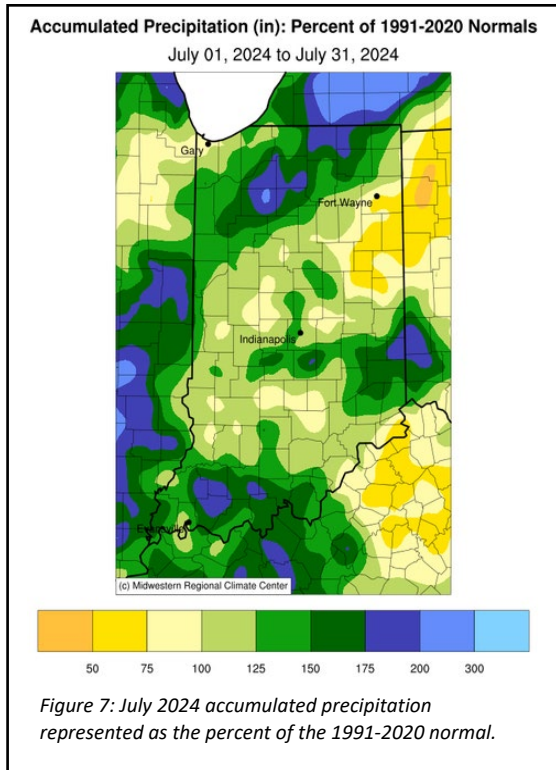 Accumulated Precipitation (in): Percent of 1991-2020 Normals
July 01, 2024 to July 31, 2024
Gary
Fort Wayne
Indianapolis
Evansville
(c) Midwestern Regional Climate Center
50 75 100 125 150 175 200 300
Figure 7: July 2024 accumulated precipitation
represented as the percent of the 1991-2020 normal.